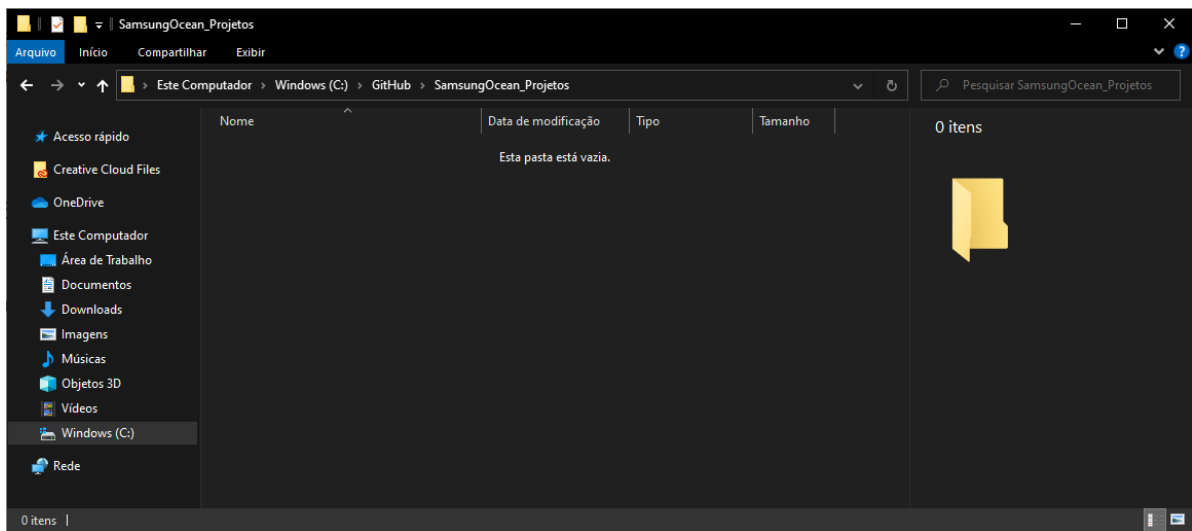 SamsungOcean_Projetos
Arquivo Início Compartilhar Exibir
Este Computador > Windows (C:) > GitHub > SamsungOcean_Projetos
Pesquisar SamsungOcean_Projetos
Acesso rápido
Creative Cloud Files
OneDrive
Este Computador
Área de Trabalho
Documentos
Downloads
Imagens
Músicas
Objetos 3D
Vídeos
Windows (C:)
Rede
Nome Data de modificação Tipo Tamanho
Esta pasta está vazia.
0 itens
0 itens